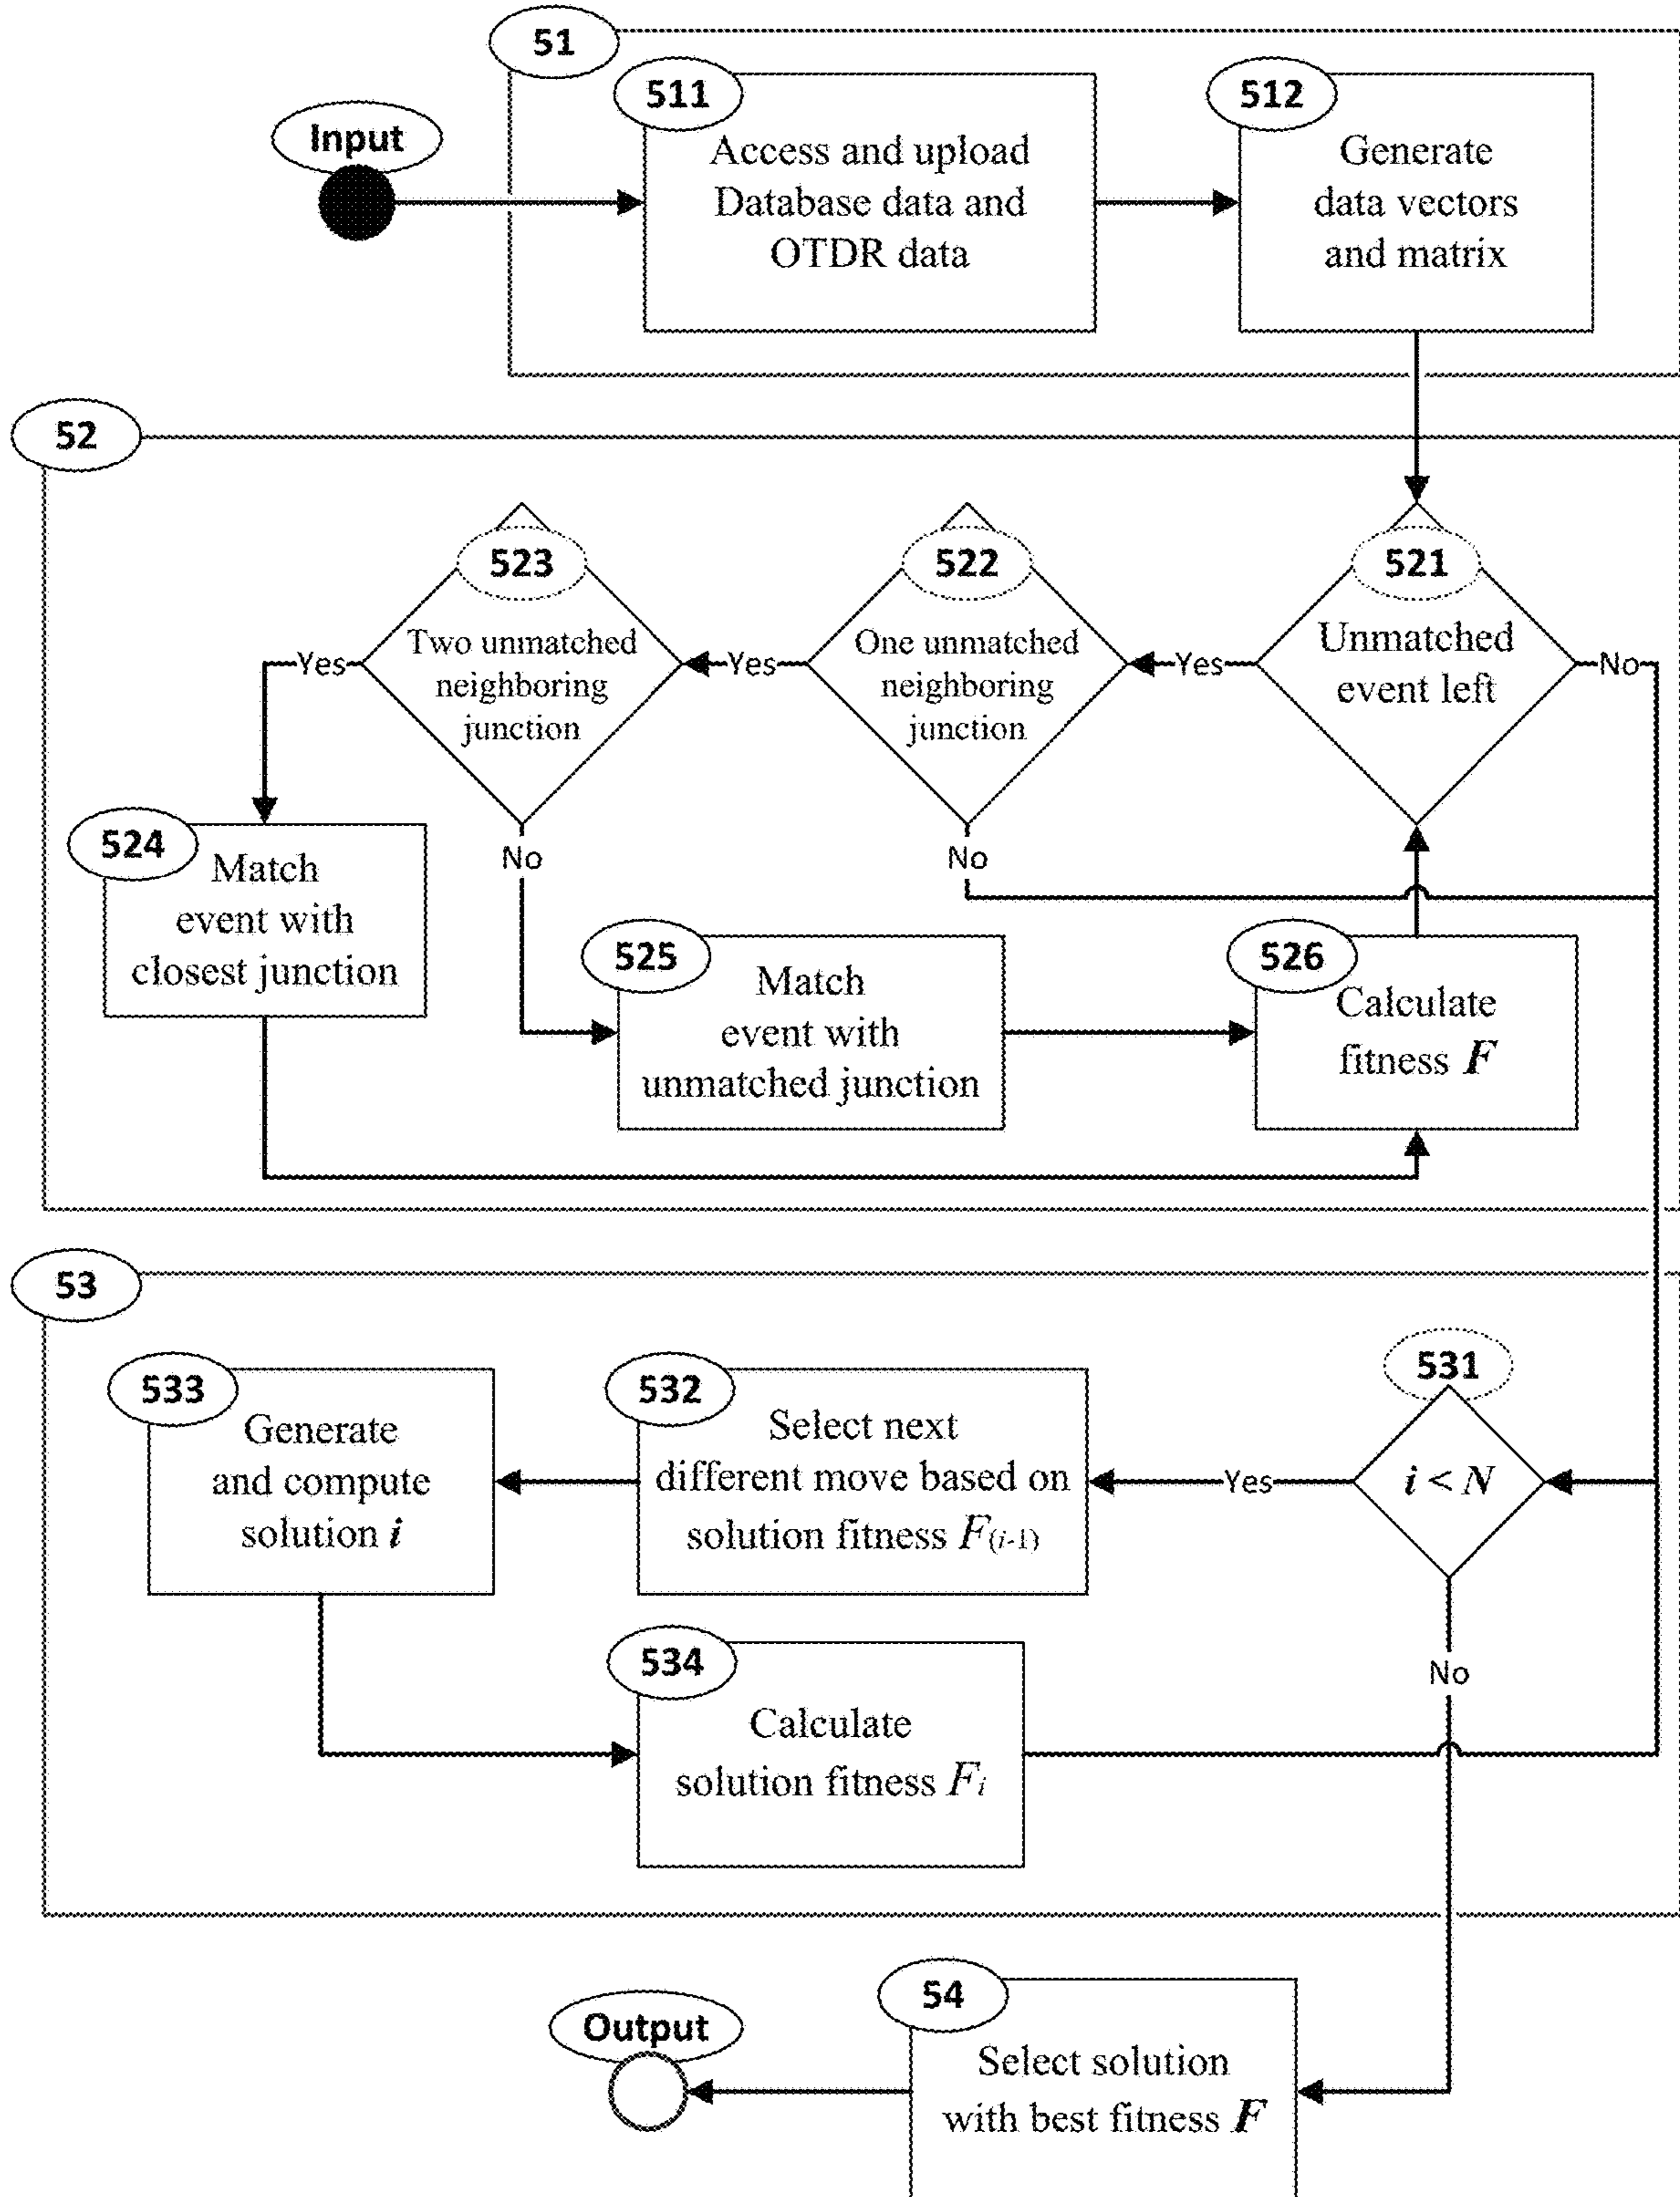 51
Input
511
Access and upload
Database data and
OTDR data
512
Generate
data vectors
and matrix
52
523
Two unmatched
neighboring
junction
522
One unmatched
neighboring
junction
521
Unmatched
event left
Yes
Yes
Yes
No
No
No
524
Match
event with
closest junction
525
Match
event with
unmatched junction
526
Calculate
fitness F
53
533
Generate
and compute
solution i
532
Select next
different move based on
solution fitness F(i-1)
Yes
531
i < N
No
534
Calculate
solution fitness Fi
54
Select solution
with best fitness F
Output